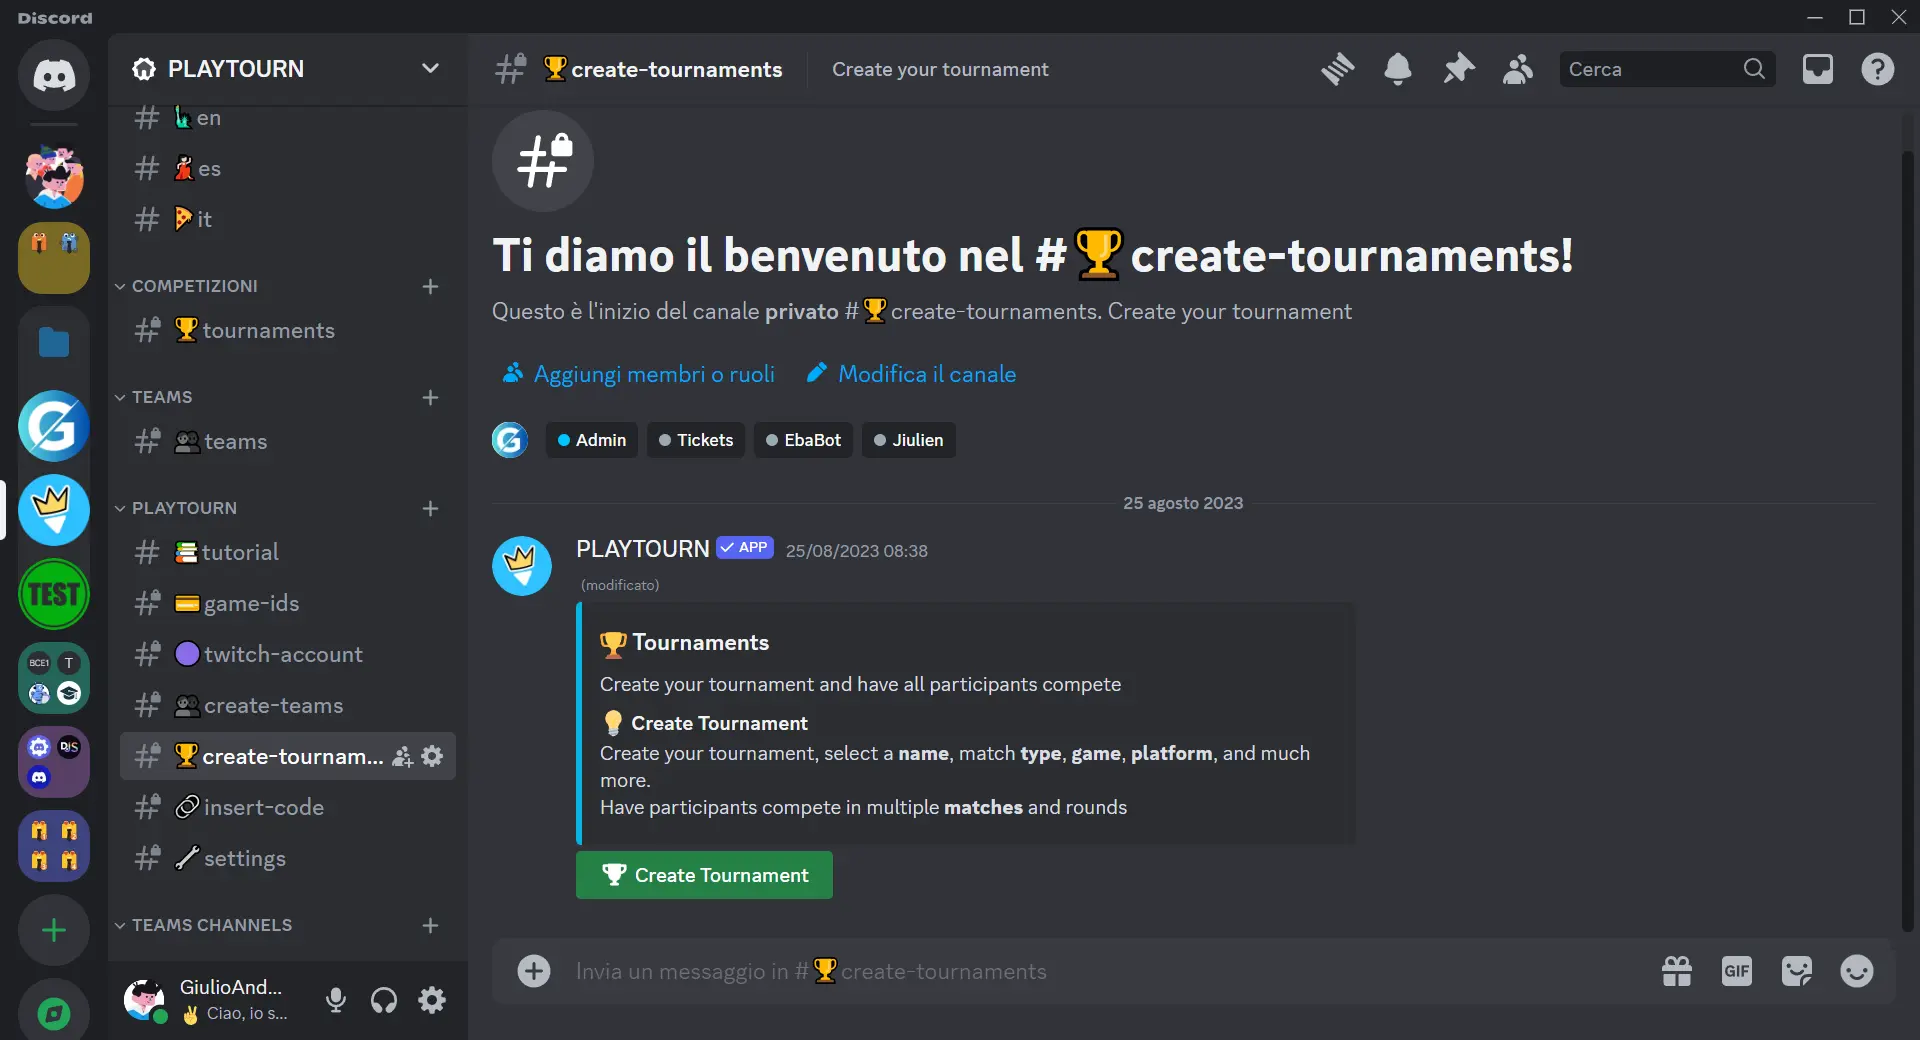 Discord
PLAYTOURN
en
es
it
COMPETIZIONI
tournaments
TEAMS
teams
PLAYTOURN
tutorial
game-ids
twitch-account
create-teams
create-tournam...
insert-code
settings
TEAMS CHANNELS
GiulioAnd...
Ciao, io s...
TEST
BCE1
T
DJS
create-tournaments
Create your tournament
Cerca
Ti diamo il benvenuto nel #🏆create-tournaments!
Questo è l'inizio del canale privato #🏆create-tournaments. Create your tournament
Aggiungi membri o ruoli
Modifica il canale
Admin
Tickets
EbaBot
Jiulien
25 agosto 2023
PLAYTOURN
APP
25/08/2023 08:38
(modificato)
Tournaments
Create your tournament and have all participants compete
Create Tournament
Create your tournament, select a name, match type, game, platform, and much
more.
Have participants compete in multiple matches and rounds
Create Tournament
Invia un messaggio in #🏆create-tournaments
GIF